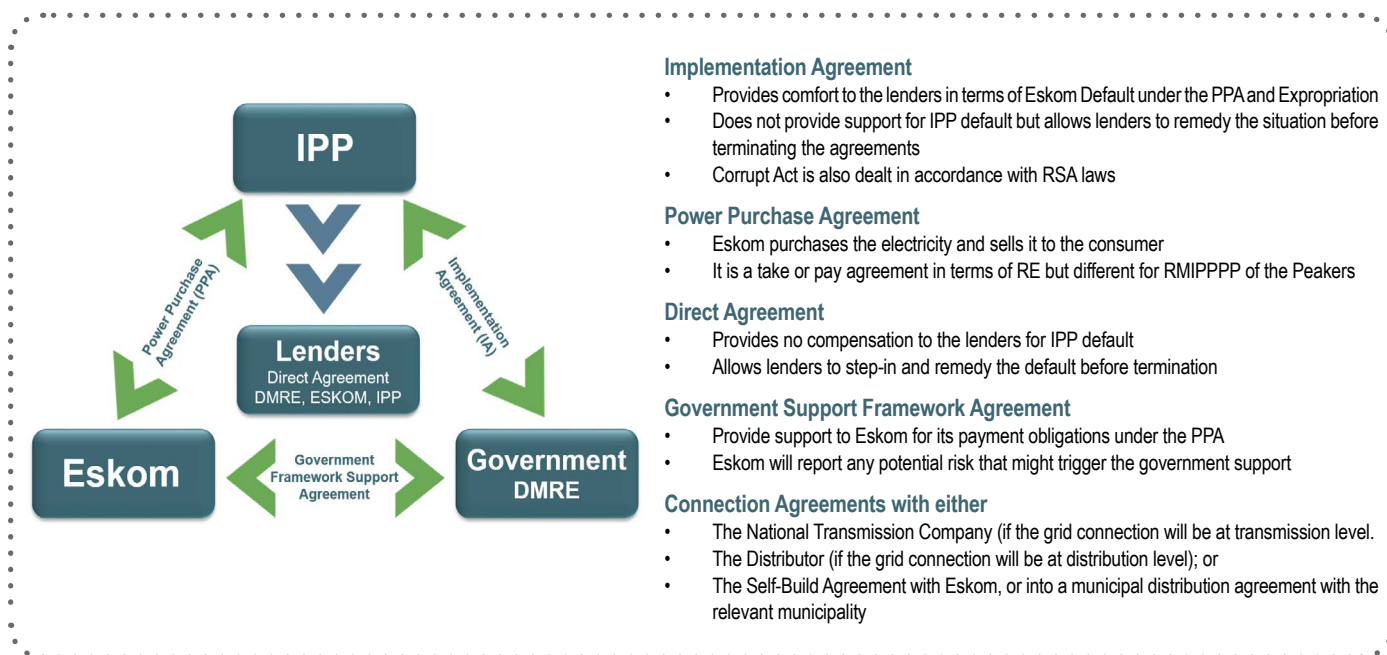 IPP
Power Purchase
Agreement (PPA)
Implementation
Agreement (IA)
Lenders
Direct Agreement
DMRE, ESKOM, IPP
Eskom
Government
Framework Support
Agreement
Government
DMRE
Implementation Agreement
• Provides comfort to the lenders in terms of Eskom Default under the PPA and Expropriation
• Does not provide support for IPP default but allows lenders to remedy the situation before
terminating the agreements
• Corrupt Act is also dealt in accordance with RSA laws
Power Purchase Agreement
• Eskom purchases the electricity and sells it to the consumer
• It is a take or pay agreement in terms of RE but different for RMIPPPP of the Peakers
Direct Agreement
• Provides no compensation to the lenders for IPP default
• Allows lenders to step-in and remedy the default before termination
Government Support Framework Agreement
• Provide support to Eskom for its payment obligations under the PPA
• Eskom will report any potential risk that might trigger the government support
Connection Agreements with either
• The National Transmission Company (if the grid connection will be at transmission level.
• The Distributor (if the grid connection will be at distribution level); or
• The Self-Build Agreement with Eskom, or into a municipal distribution agreement with the
relevant municipality